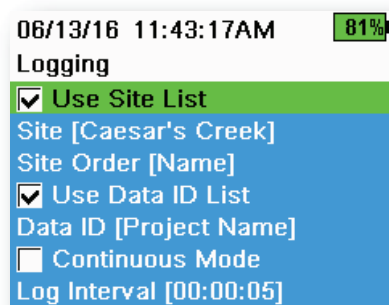 06/13/16 11:43:17AM 81%
Logging
Use Site List
Site [Caesar's Creek]
Site Order [Name]
Use Data ID List
Data ID [Project Name]
Continuous Mode
Log Interval [00:00:05]